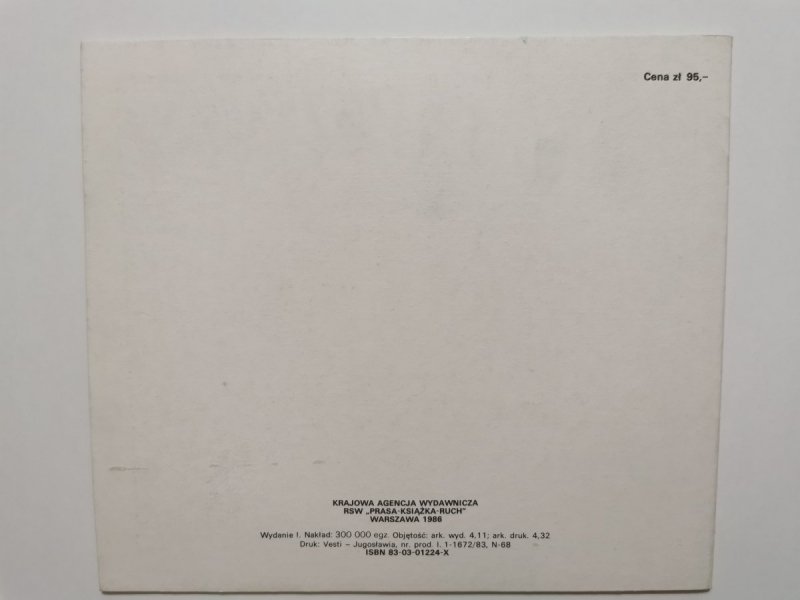 Cena zł 95,–
KRAJOWA AGENCJA WYDAWNICZA
RSW „PRASA-KSIĄŻKA-RUCH”
WARSZAWA 1986
Wydanie I. Nakład: 300 000 egz. Objętość: ark. wyd. 4,11; ark. druk. 4,32
Druk: Vesti – Jugosławia, nr prod. I. 1-1672/83, N-68
ISBN 83-03-01224-X